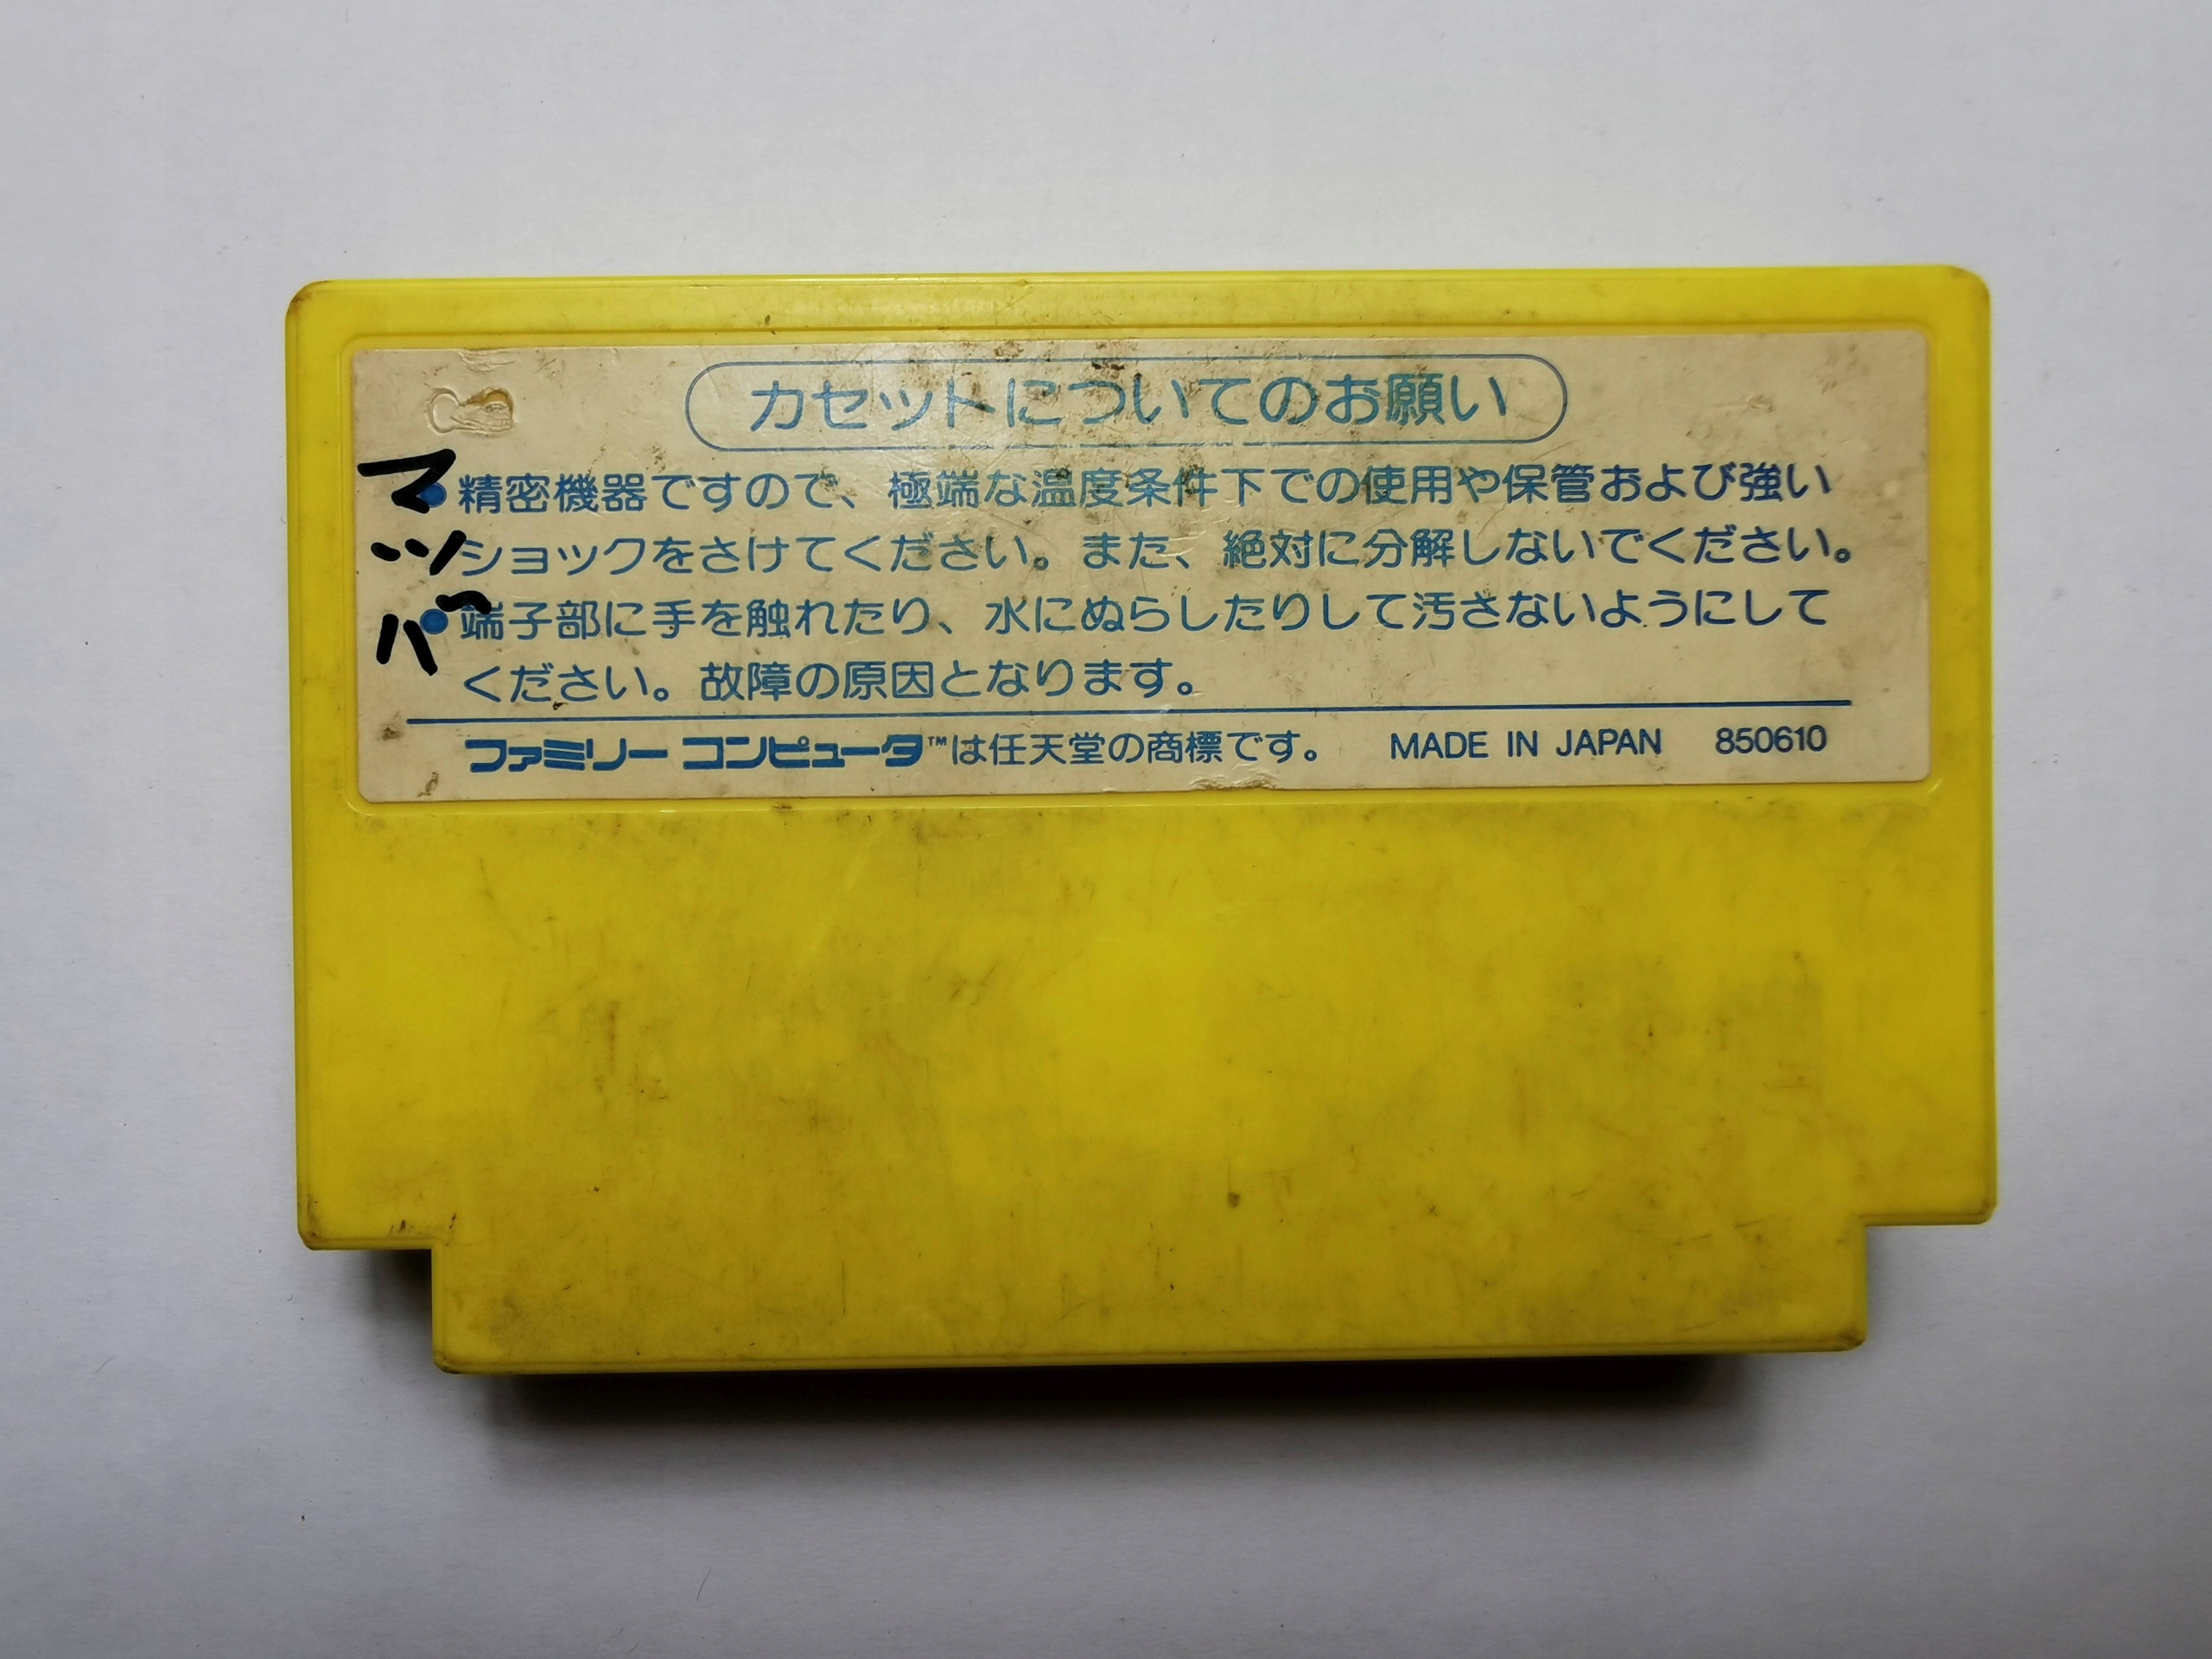 カセットについてのお願い
●精密機器ですので、極端な温度条件下での使用や保管および強い
ショックをさけてください。また、絶対に分解しないでください。
●端子部に手を触れたり、水にぬらしたりして汚さないようにして
ください。故障の原因となります。
ファミリー コンピュータ™は任天堂の商標です。 MADE IN JAPAN 850610
マツバ